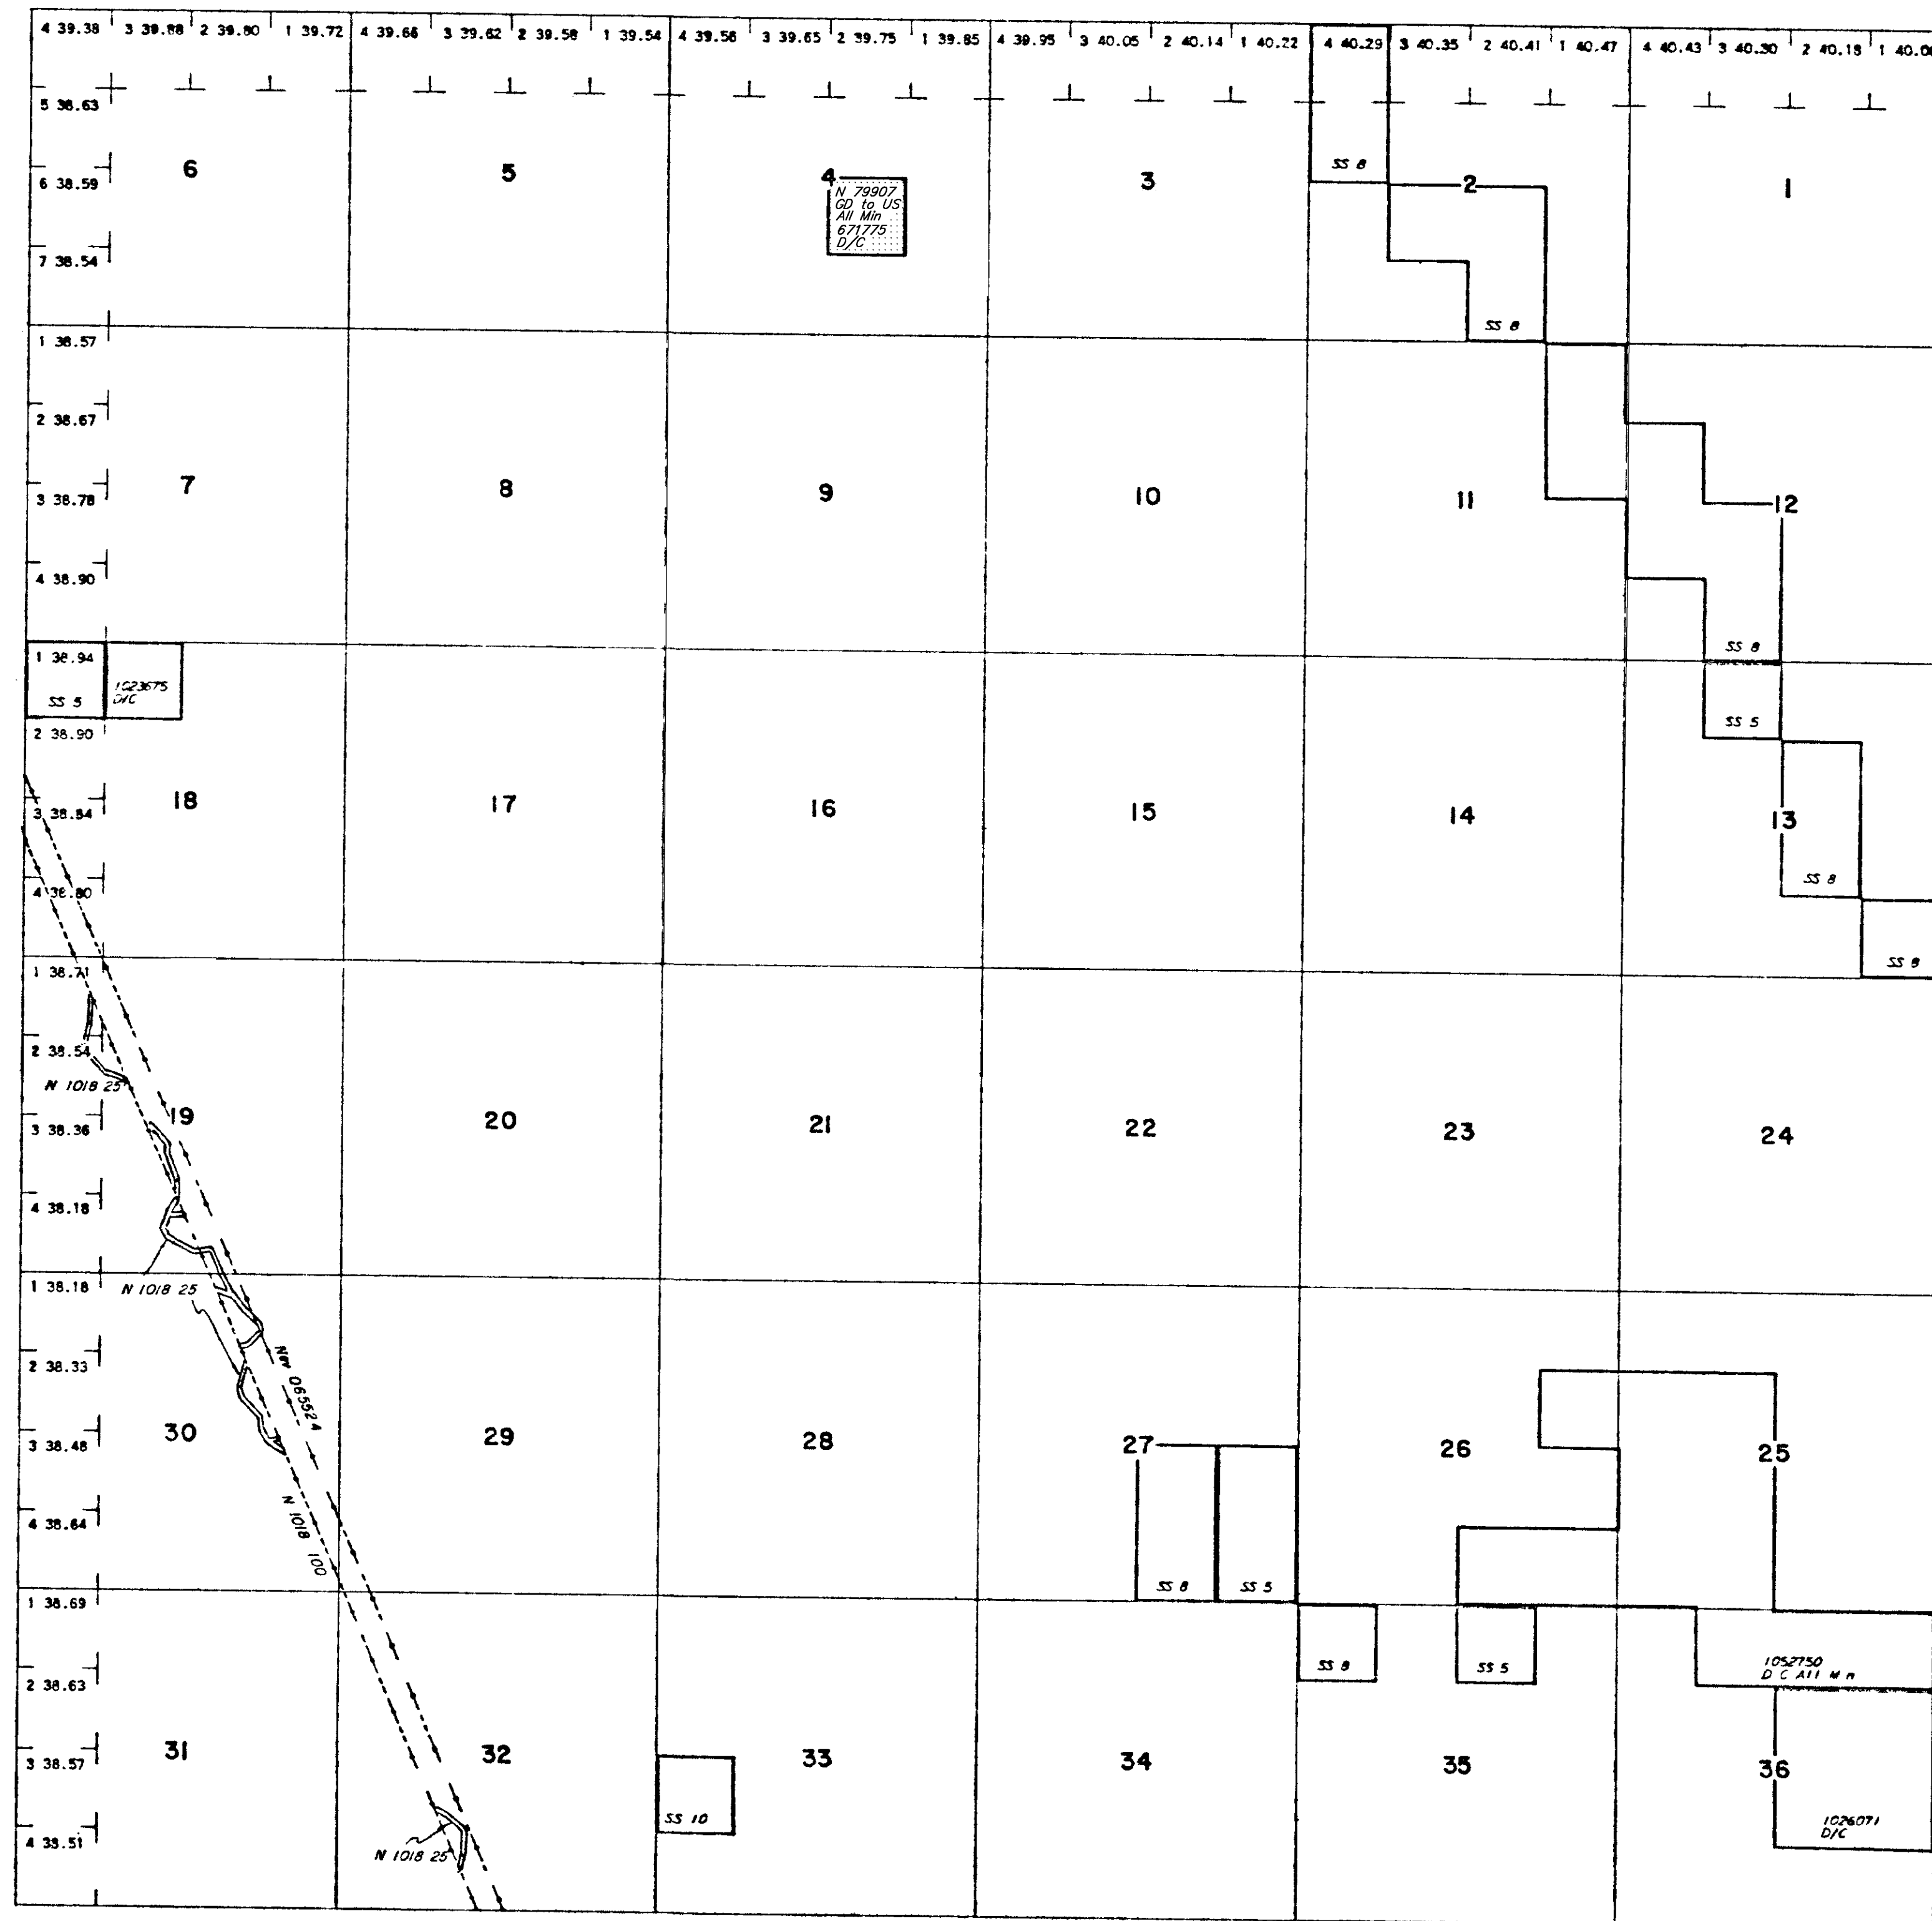 4 39.38 3 39.88 2 39.80 1 39.72 4 39.66 3 39.62 2 39.58 1 39.54 4 39.56 3 39.65 2 39.75 1 39.85 4 39.95 3 40.05 2 40.14 1 40.22 4 40.29 3 40.35 2 40.41 1 40.47 4 40.43 3 40.30 2 40.18
5 38.63
6 38.59
7 38.54
6 5 4 3 2 1
N 79907
GD to US
All Min
671775
D/C
SS 8
SS 8
1 38.57
2 38.67
3 38.78
4 38.90
7 8 9 10 11 12
SS 8
1 38.94
SS 5
1023675
D/C
SS 5
2 38.90
3 38.84
4 38.80
18 17 16 15 14 13
SS 8
SS 8
1 38.71
2 38.54
N 1018 25
3 38.36
4 38.18
19 20 21 22 23 24
1 38.18
N 1018 25
2 38.33
Nev 065524
3 38.48
4 38.64
30 29 28 27 26 25
N 1018 100
SS 8
SS 5
1 38.69
2 38.63
SS 8
SS 5
1052750
D C All M n
3 38.57
4 38.51
31 32 33 34 35 36
SS 10
N 1018 25
1026071
D/C